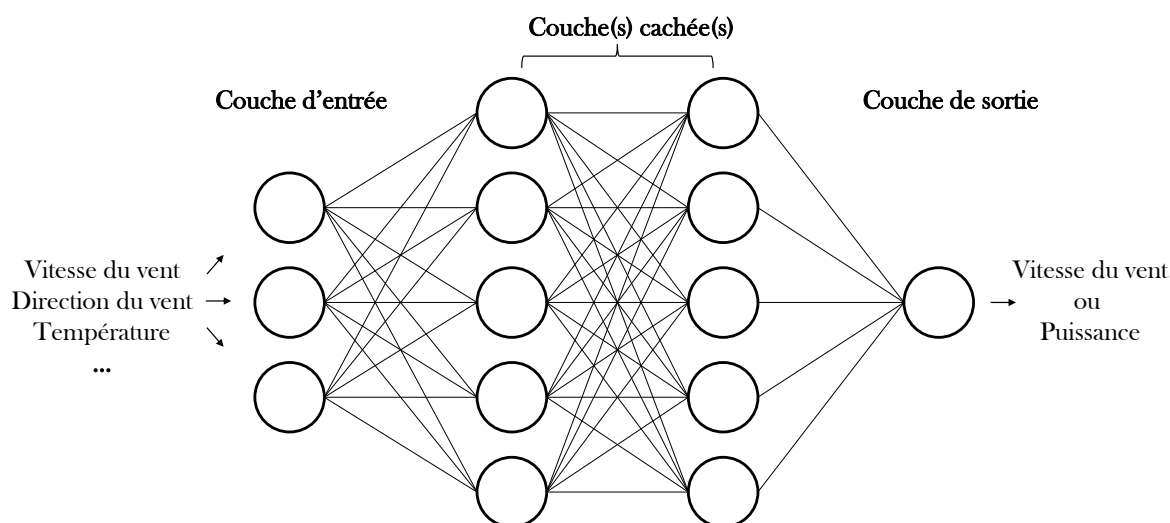 Couche(s) cachée(s)
Couche d’entrée
Couche de sortie
Vitesse du vent
Direction du vent
Température
...
Vitesse du vent
ou
Puissance